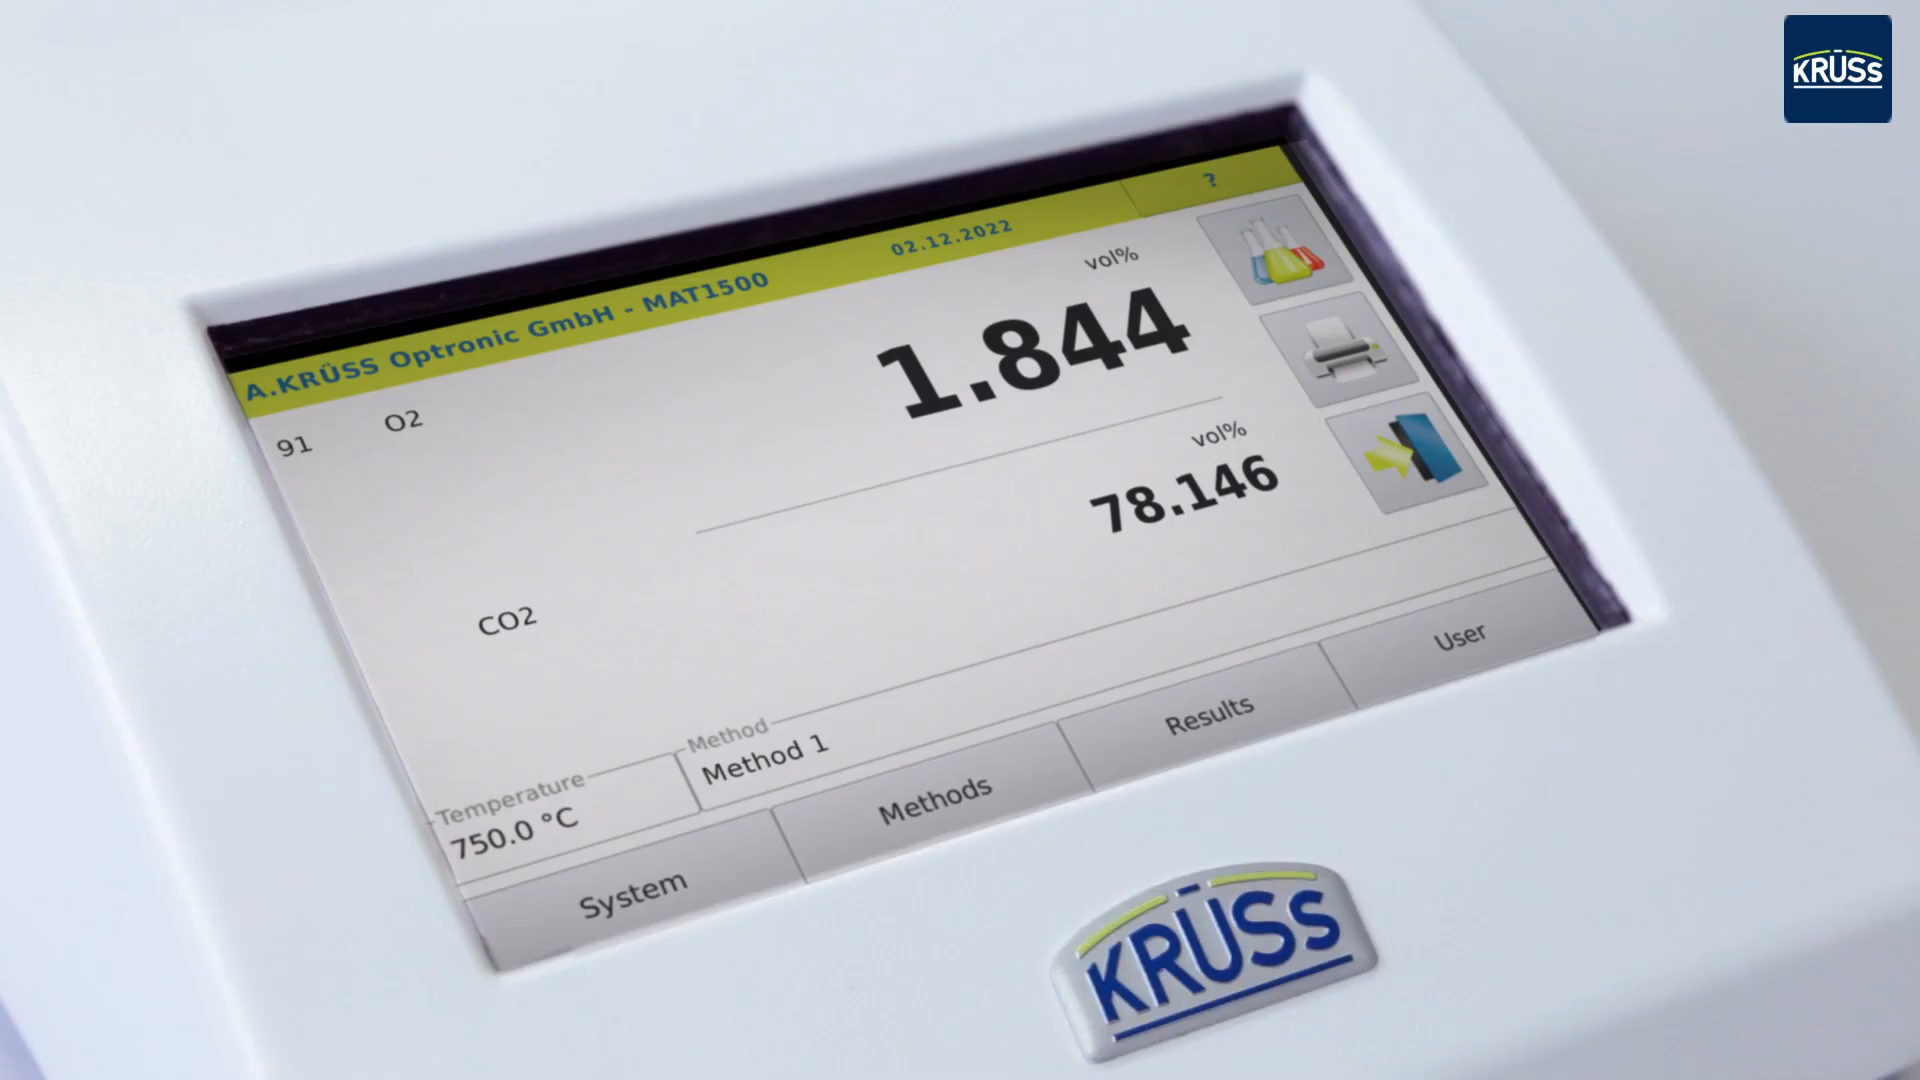 KRÜSS
A.KRÜSS Optronic GmbH - MAT1500
02.12.2022
?
91
O2
vol%
1.844
CO2
vol%
78.146
Temperature
750.0 °C
Method
Method 1
System
Methods
Results
User
KRÜSS